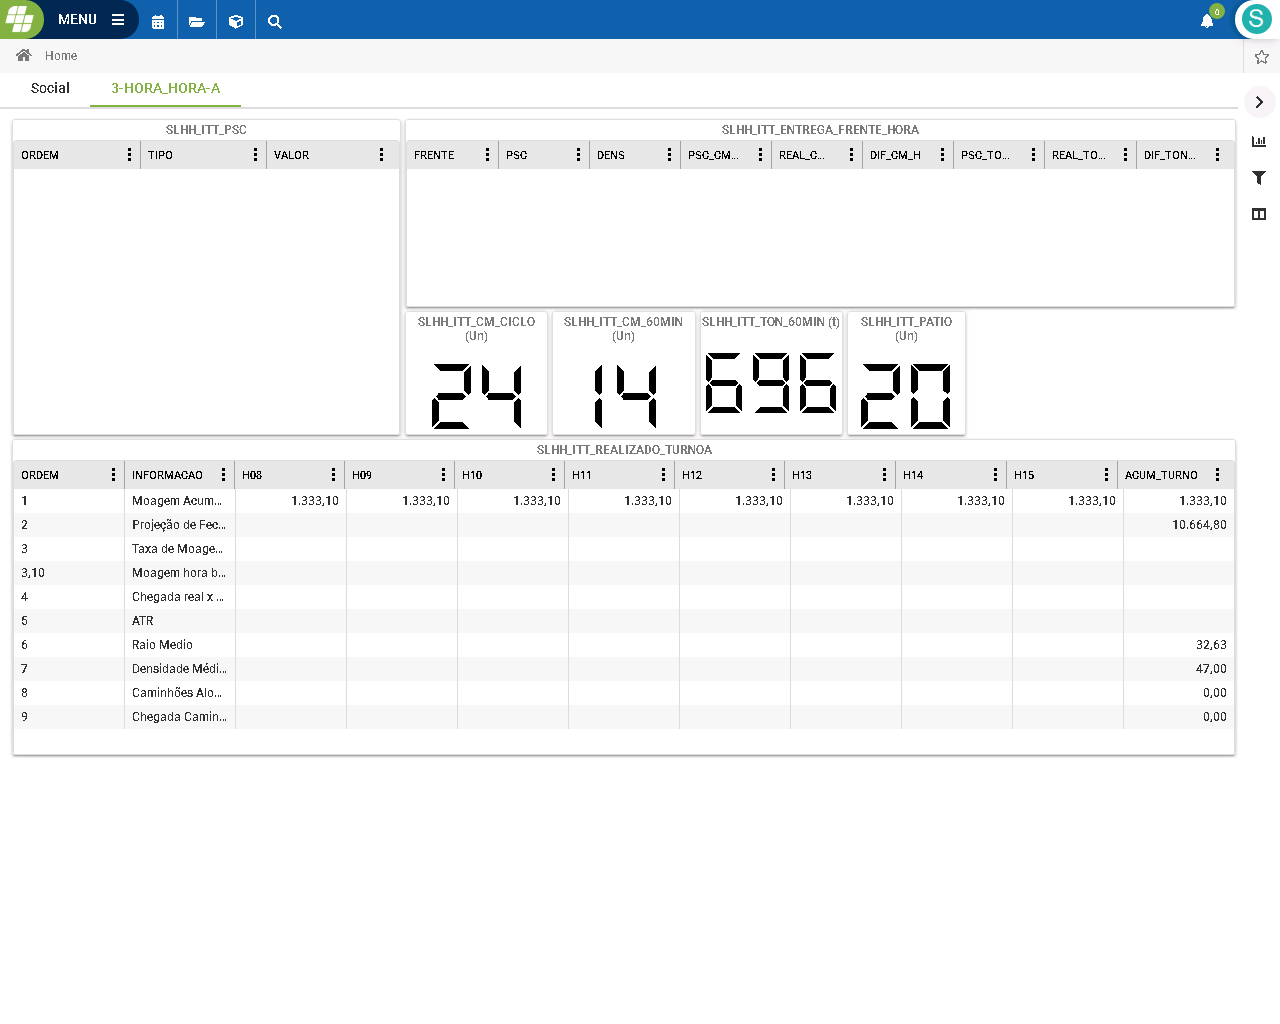 MENU
0
S
Home
Social
3-HORA_HORA-A
SLHH_ITT_PSC
ORDEM TIPO VALOR
SLHH_ITT_ENTREGA_FRENTE_HORA
FRENTE PSC DENS PSC_CM... REAL_C... DIF_CM_H PSC_TO... REAL_TO... DIF_TON...
SLHH_ITT_CM_CICLO
(Un)
24
SLHH_ITT_CM_60MIN
(Un)
14
SLHH_ITT_TON_60MIN (t)
696
SLHH_ITT_PATIO
(Un)
20
SLHH_ITT_REALIZADO_TURNOA
ORDEM INFORMACAO H08 H09 H10 H11 H12 H13 H14 H15 ACUM_TURNO
1 Moagem Acum... 1.333,10 1.333,10 1.333,10 1.333,10 1.333,10 1.333,10 1.333,10 1.333,10 1.333,10
2 Projeção de Fec... 10.664,80
3 Taxa de Moage...
3,10 Moagem hora b...
4 Chegada real x ...
5 ATR
6 Raio Medio 32,63
7 Densidade Médi... 47,00
8 Caminhões Alo... 0,00
9 Chegada Camin... 0,00